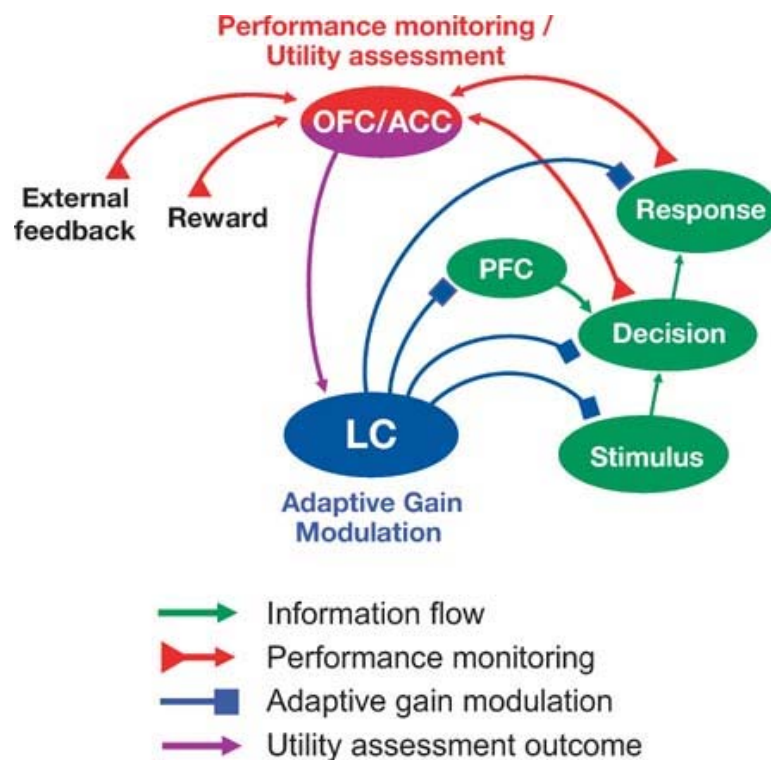 Performance monitoring /
Utility assessment
OFC/ACC
External
feedback
Reward
Response
PFC
Decision
LC
Stimulus
Adaptive Gain
Modulation
Information flow
Performance monitoring
Adaptive gain modulation
Utility assessment outcome